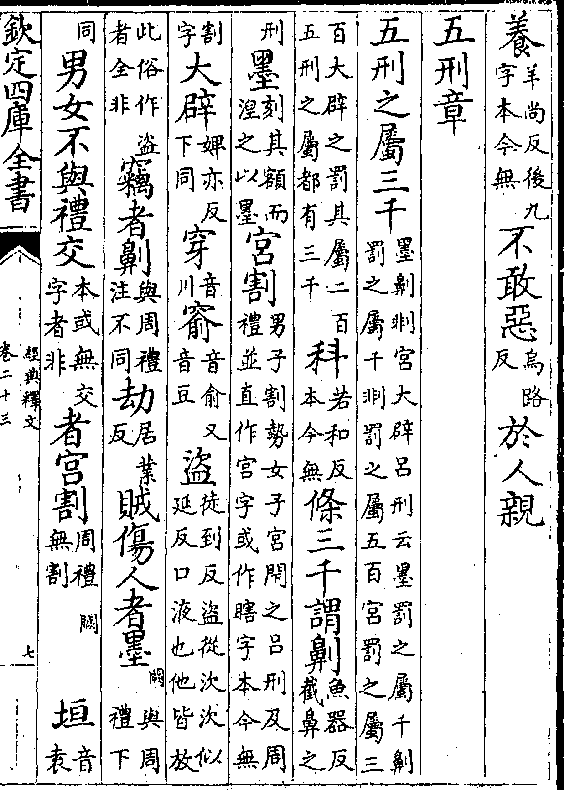 養羊尚反後九字本今無不敢惡烏路反於人親
五刑章
五刑之屬三千墨劓剕宮大辟呂刑云墨罰之屬千劓罰之屬千剕罰之屬五百宮罰之屬三
百大辟之罰其屬二百五刑之屬都有三千科若和反本今無條三千謂劓魚器反截鼻之
刑墨刻其額而涅之以墨宮割男子割勢女子宮閉之呂刑及周禮並直作宮字或作瞎字本今無
割字大辟婢亦反下同穿音川窬音俞又音豆盜徒到反盜從㳄㳄似延反口液也他皆放
此俗作盗者全非竊者劓與周禮注不同劫居業反賊傷人者墨闕與周禮下
同男女不與禮交本或無交字者非者宮割周禮無割闕垣音袁
欽定四庫全書
經典釋文
卷二十三
七